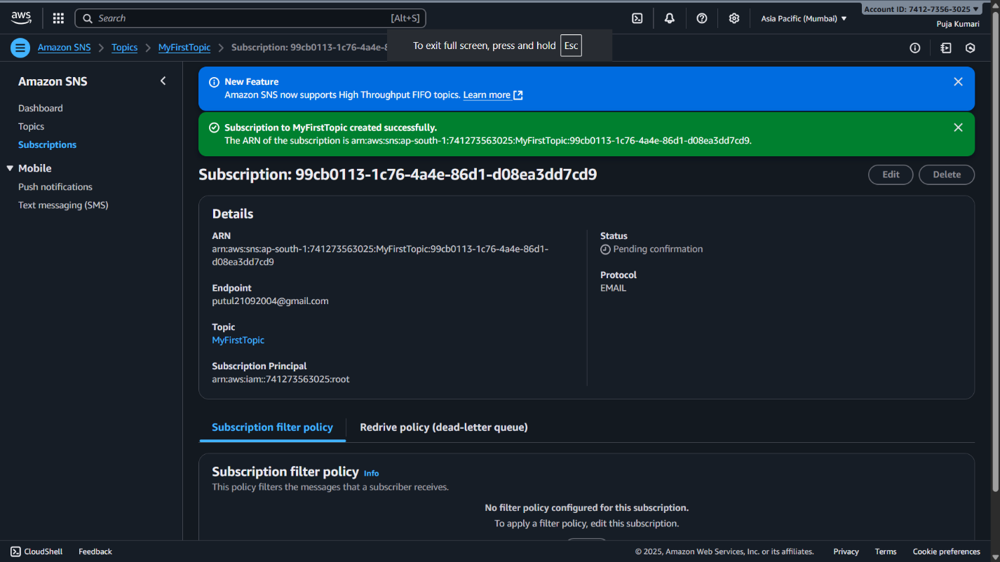 aws
Search
[Alt+S]
Asia Pacific (Mumbai)
Account ID: 7412-7356-3025
Puja Kumari
Amazon SNS
Topics
MyFirstTopic
Subscription: 99cb0113-1c76-4a4e-8
To exit full screen, press and hold Esc
Amazon SNS
Dashboard
Topics
Subscriptions
Mobile
Push notifications
Text messaging (SMS)
New Feature
Amazon SNS now supports High Throughput FIFO topics. Learn more
Subscription to MyFirstTopic created successfully.
The ARN of the subscription is arn:aws:sns:ap-south-1:741273563025:MyFirstTopic:99cb0113-1c76-4a4e-86d1-d08ea3dd7cd9.
Subscription: 99cb0113-1c76-4a4e-86d1-d08ea3dd7cd9
Edit
Delete
Details
ARN
arn:aws:sns:ap-south-1:741273563025:MyFirstTopic:99cb0113-1c76-4a4e-86d1-
d08ea3dd7cd9
Endpoint
putul21092004@gmail.com
Topic
MyFirstTopic
Subscription Principal
arn:aws:iam::741273563025:root
Status
Pending confirmation
Protocol
EMAIL
Subscription filter policy
Redrive policy (dead-letter queue)
Subscription filter policy Info
This policy filters the messages that a subscriber receives.
No filter policy configured for this subscription.
To apply a filter policy, edit this subscription.
CloudShell
Feedback
© 2025, Amazon Web Services, Inc. or its affiliates.
Privacy
Terms
Cookie preferences